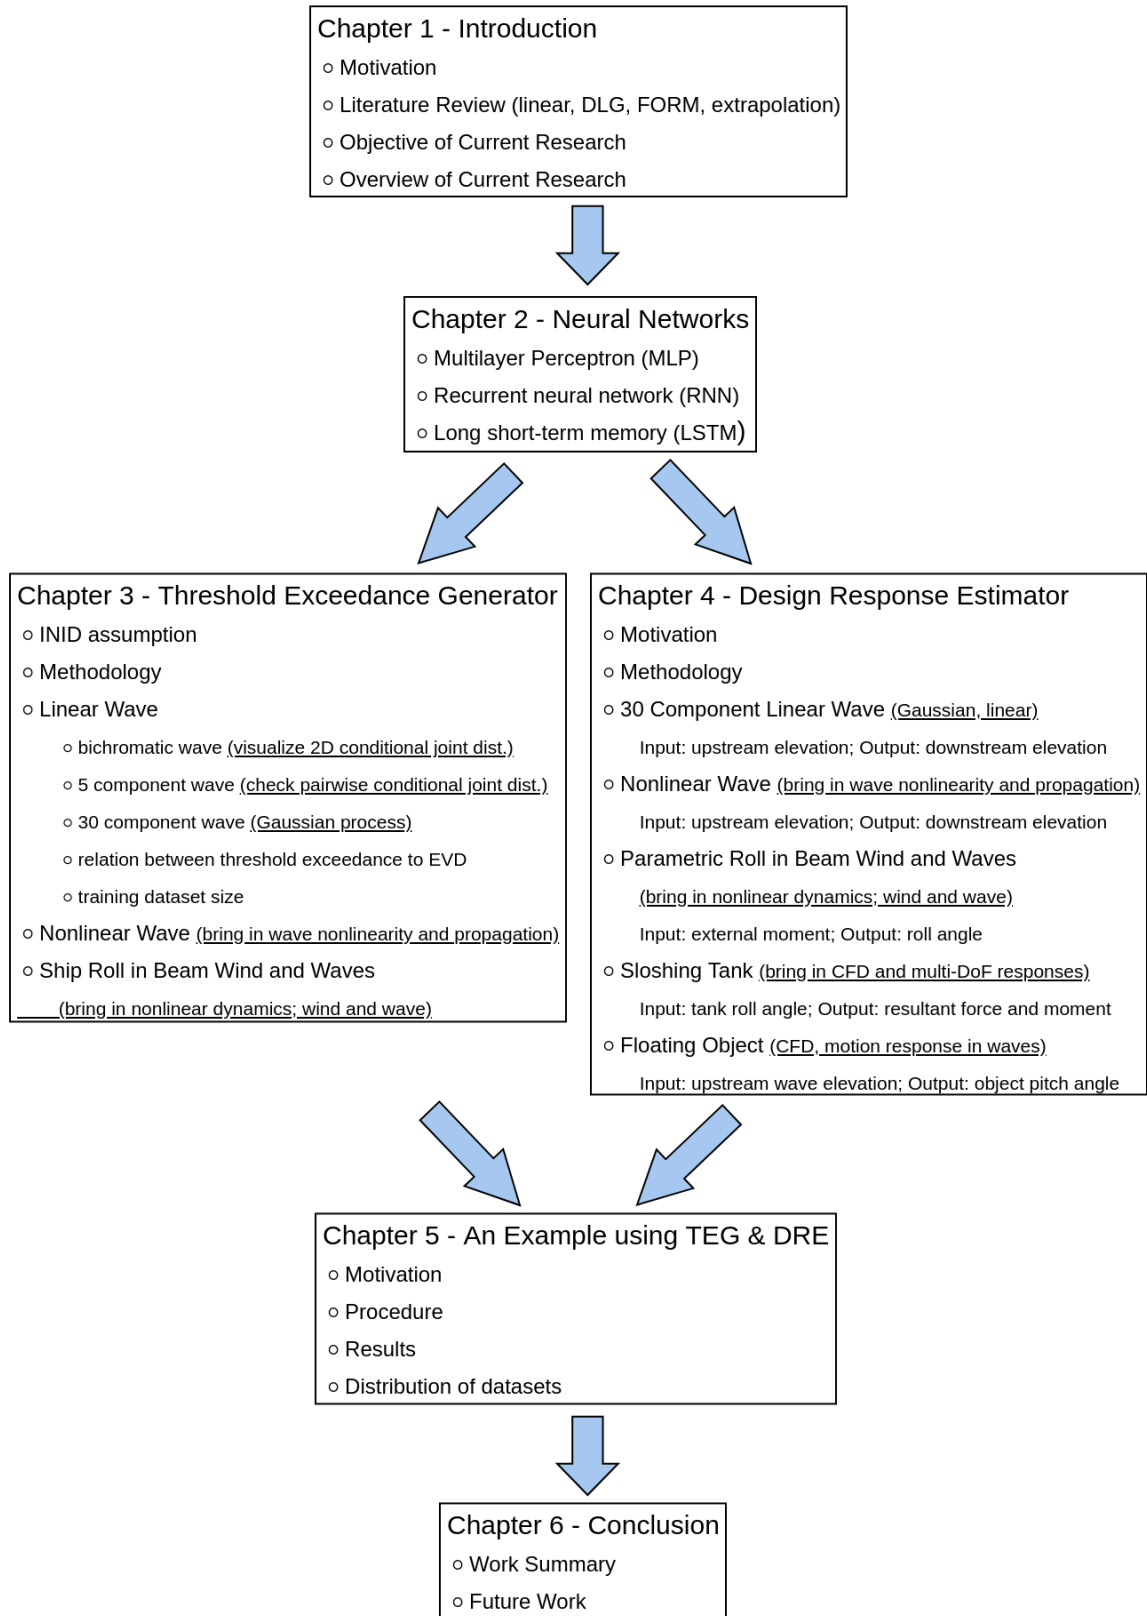 Chapter 1 - Introduction
Motivation
Literature Review (linear, DLG, FORM, extrapolation)
Objective of Current Research
Overview of Current Research
Chapter 2 - Neural Networks
Multilayer Perceptron (MLP)
Recurrent neural network (RNN)
Long short-term memory (LSTM)
Chapter 3 - Threshold Exceedance Generator
INID assumption
Methodology
Linear Wave
bichromatic wave (visualize 2D conditional joint dist.)
5 component wave (check pairwise conditional joint dist.)
30 component wave (Gaussian process)
relation between threshold exceedance to EVD
training dataset size
Nonlinear Wave (bring in wave nonlinearity and propagation)
Ship Roll in Beam Wind and Waves
(bring in nonlinear dynamics; wind and wave)
Chapter 4 - Design Response Estimator
Motivation
Methodology
30 Component Linear Wave (Gaussian, linear)
Input: upstream elevation; Output: downstream elevation
Nonlinear Wave (bring in wave nonlinearity and propagation)
Input: upstream elevation; Output: downstream elevation
Parametric Roll in Beam Wind and Waves
(bring in nonlinear dynamics; wind and wave)
Input: external moment; Output: roll angle
Sloshing Tank (bring in CFD and multi-DoF responses)
Input: tank roll angle; Output: resultant force and moment
Floating Object (CFD, motion response in waves)
Input: upstream wave elevation; Output: object pitch angle
Chapter 5 - An Example using TEG & DRE
Motivation
Procedure
Results
Distribution of datasets
Chapter 6 - Conclusion
Work Summary
Future Work